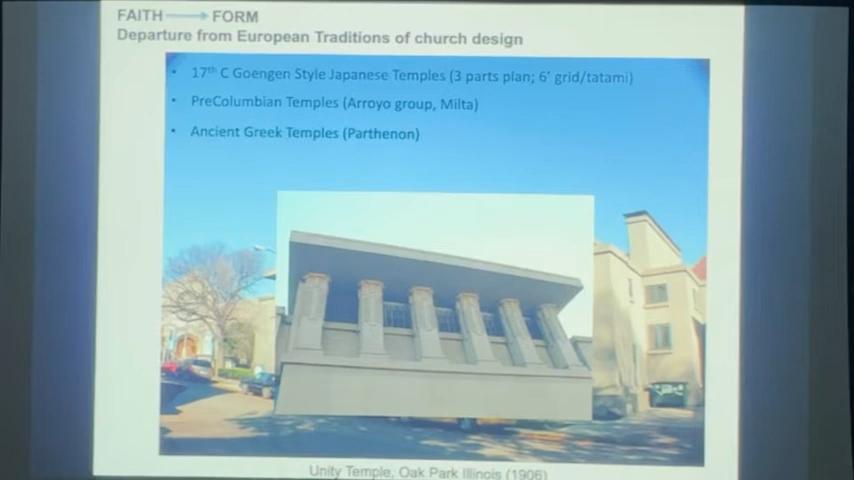 FAITH → FORM
Departure from European Traditions of church design
• 17th C Goengen Style Japanese Temples (3 parts plan; 6' grid/tatami)
• PreColumbian Temples (Arroyo group, Milta)
• Ancient Greek Temples (Parthenon)
Unity Temple, Oak Park Illinois (1906)